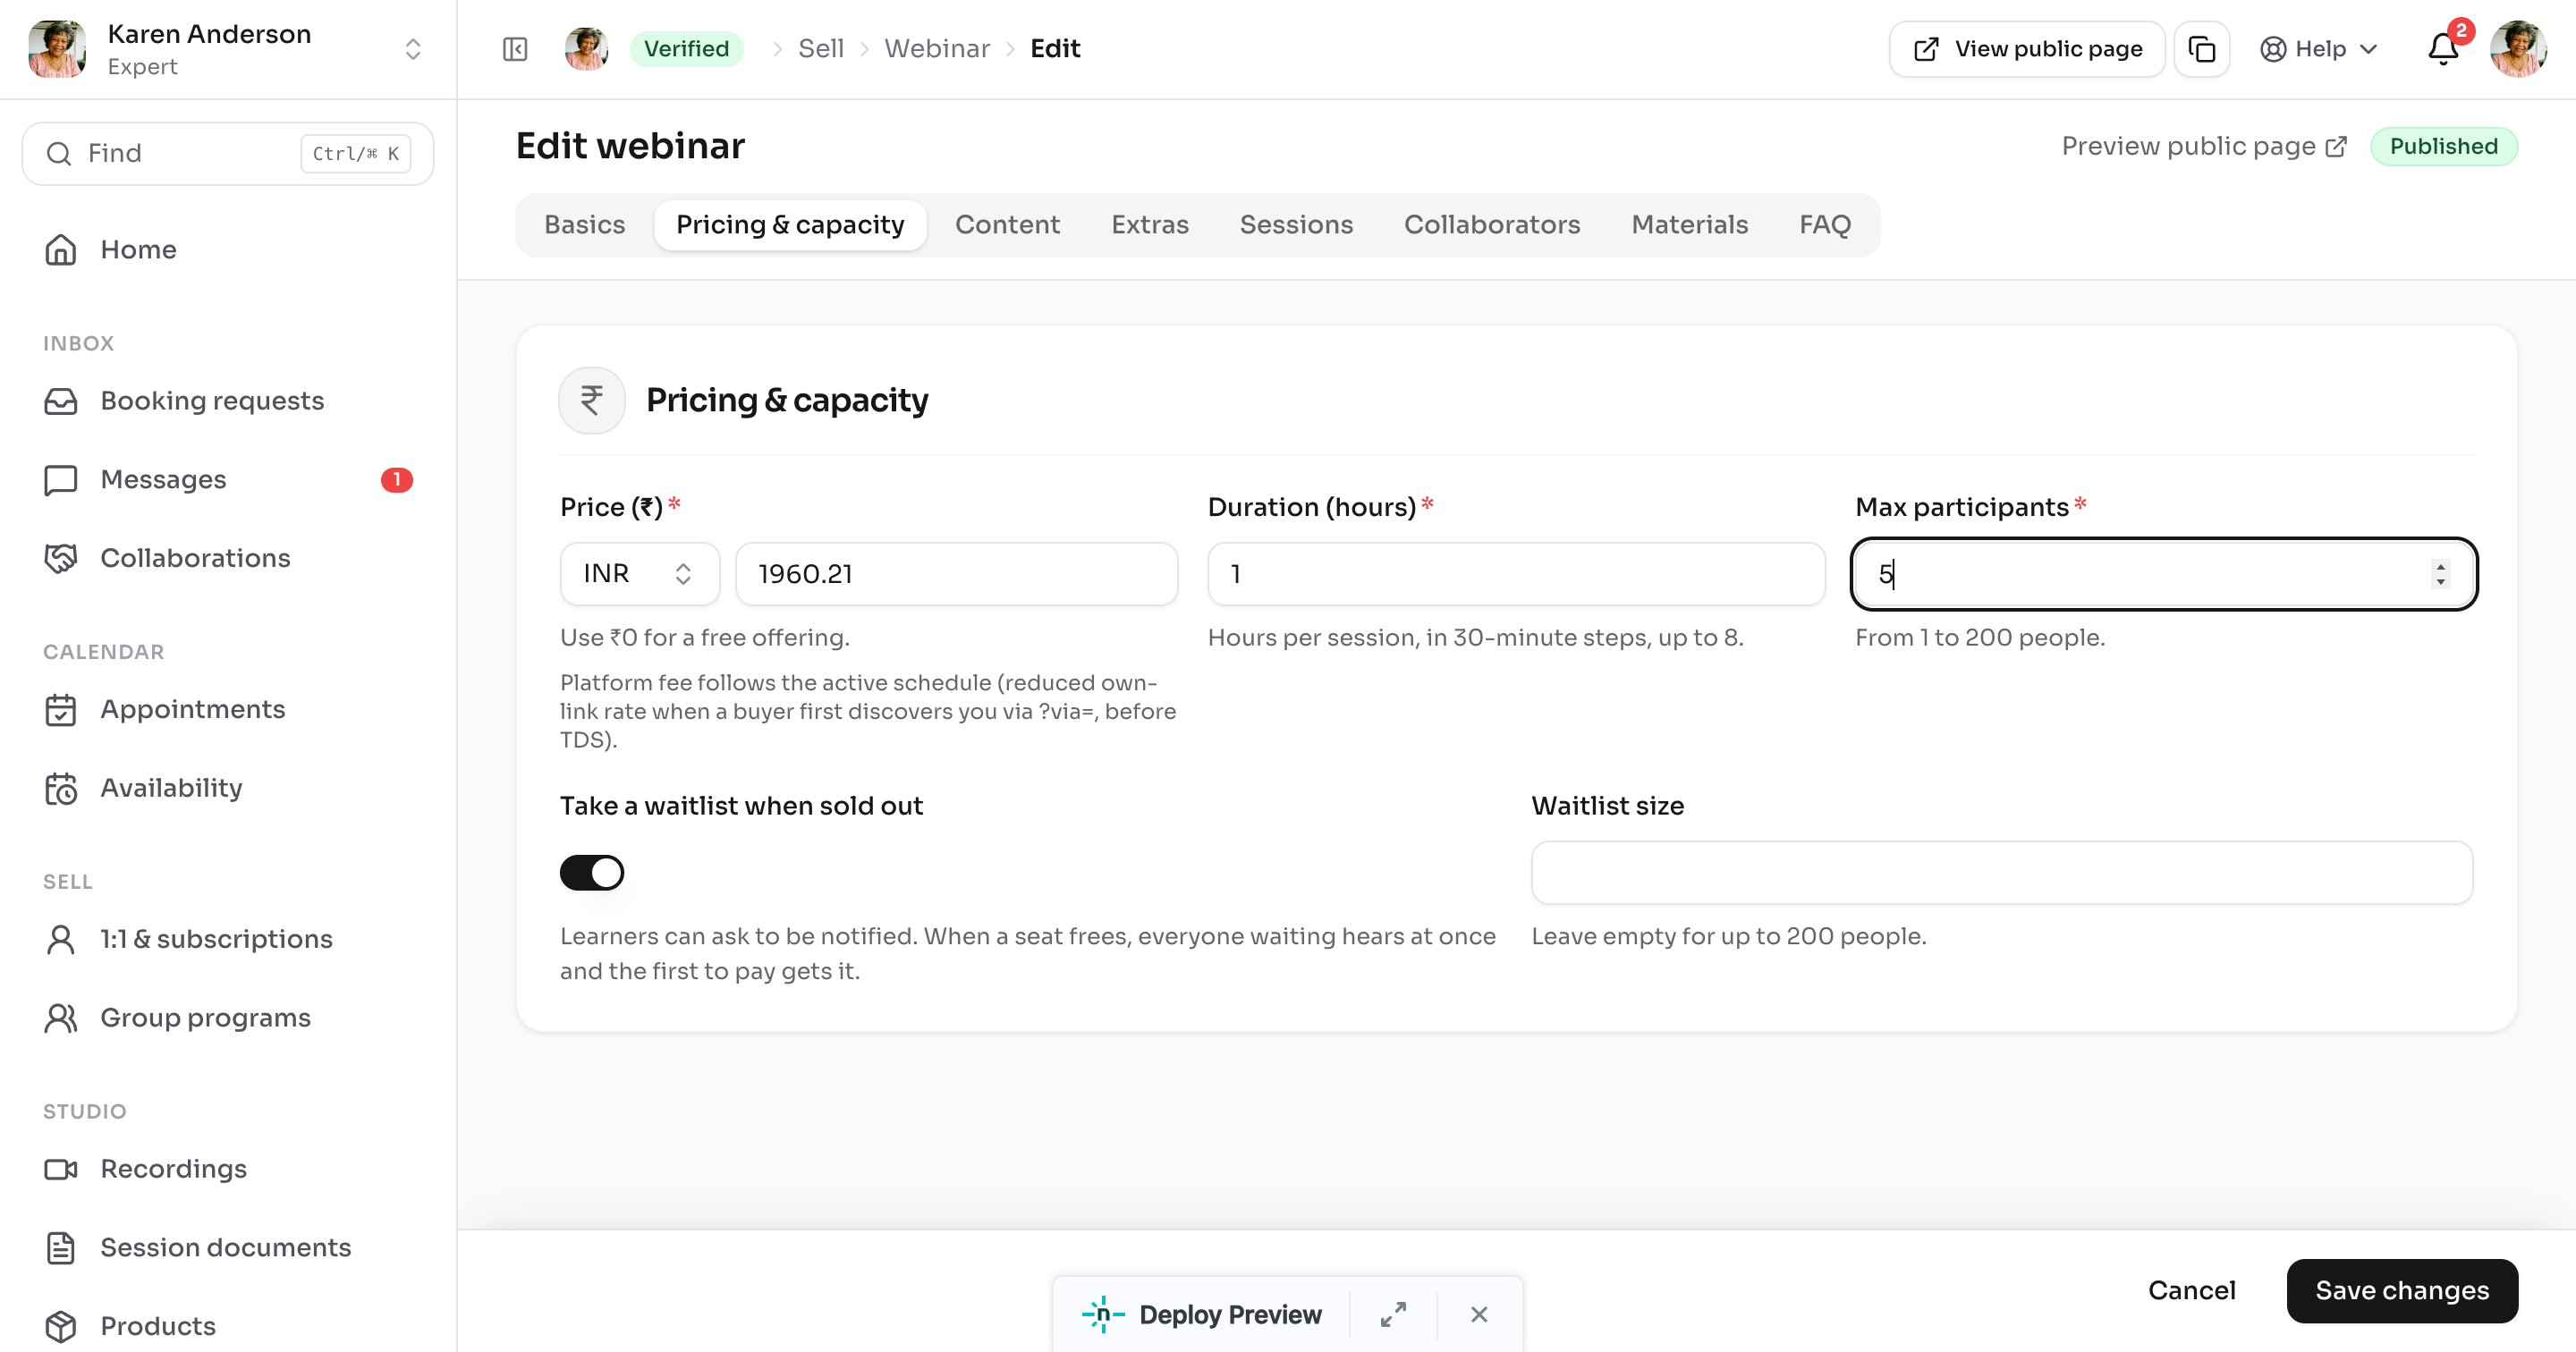 Karen Anderson
Expert
Verified
Sell
Webinar
Edit
View public page
Help
2
Find
Ctrl/⌘ K
Home
INBOX
Booking requests
Messages
1
Collaborations
CALENDAR
Appointments
Availability
SELL
1:1 & subscriptions
Group programs
STUDIO
Recordings
Session documents
Products
Edit webinar
Preview public page
Published
Basics
Pricing & capacity
Content
Extras
Sessions
Collaborators
Materials
FAQ
₹
Pricing & capacity
Price (₹) *
INR
1960.21
Use ₹0 for a free offering.
Platform fee follows the active schedule (reduced own-
link rate when a buyer first discovers you via ?via=, before
TDS).
Duration (hours) *
1
Hours per session, in 30-minute steps, up to 8.
Max participants *
5
From 1 to 200 people.
Take a waitlist when sold out
Learners can ask to be notified. When a seat frees, everyone waiting hears at once
and the first to pay gets it.
Waitlist size
Leave empty for up to 200 people.
n
Deploy Preview
Cancel
Save changes